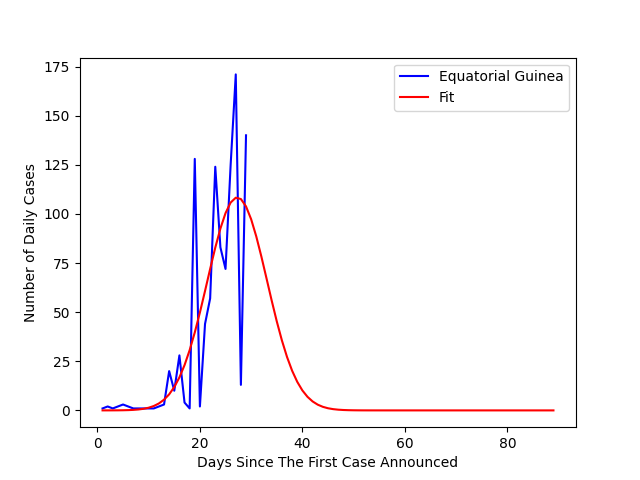 Equatorial Guinea
Fit
175
150
125
100
75
50
25
0
Number of Daily Cases
0 20 40 60 80
Days Since The First Case Announced